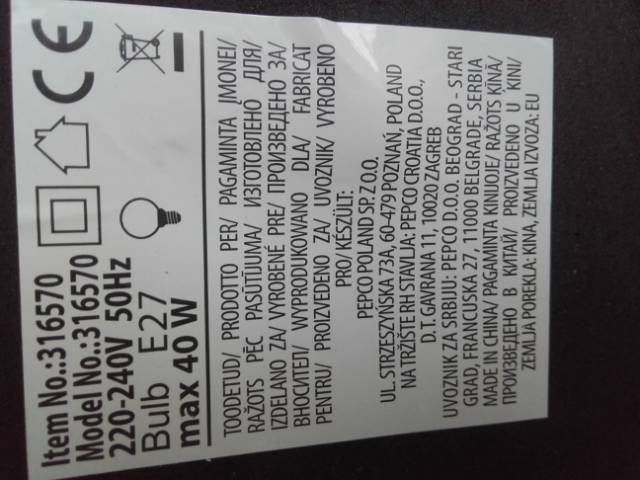 Item No.:316570
Model No.:316570
220-240V 50Hz
Bulb E27
max 40 W
CE
TOODETUD/ PRODOTTO PER/ PAGAMINTA ĮMONEI/
RAŽOTS PĒC PASŪTĪJUMA/ ИЗГОТВЛЕНО ДЛЯ/
IZDELANO ZA/ VYROBENÉ PRE/ ПРОИЗВЕДЕНО ЗА/
ВНОСИТЕЛ/ WYPRODUKOWANO DLA/ FABRICAT
PENTRU/ PROIZVEDENO ZA/ UVOZNIK/ VYROBENO
PRO/ KÉSZÜLT:
PEPCO POLAND SP. Z O.O.
UL. STRZESZYŃSKA 73A, 60-479 POZNAŃ, POLAND
NA TRŽIŠTE RH STAVLJA: PEPCO CROATIA D.O.O.,
D. T. GAVRANA 11, 10020 ZAGREB
UVOZNIK ZA SRBIJU: PEPCO D.O.O. BEOGRAD - STARI
GRAD, FRANCUSKA 27, 11000 BELGRADE, SERBIA
MADE IN CHINA/ PAGAMINTA KINIJOJE/ RAŽOTS ĶĪNĀ/
ПРОИЗВЕДЕНО В КИТАЙ/ PROIZVEDENO U KINI/
ZEMLJA POREKLA: KINA, ZEMLJA IZVOZA: EU